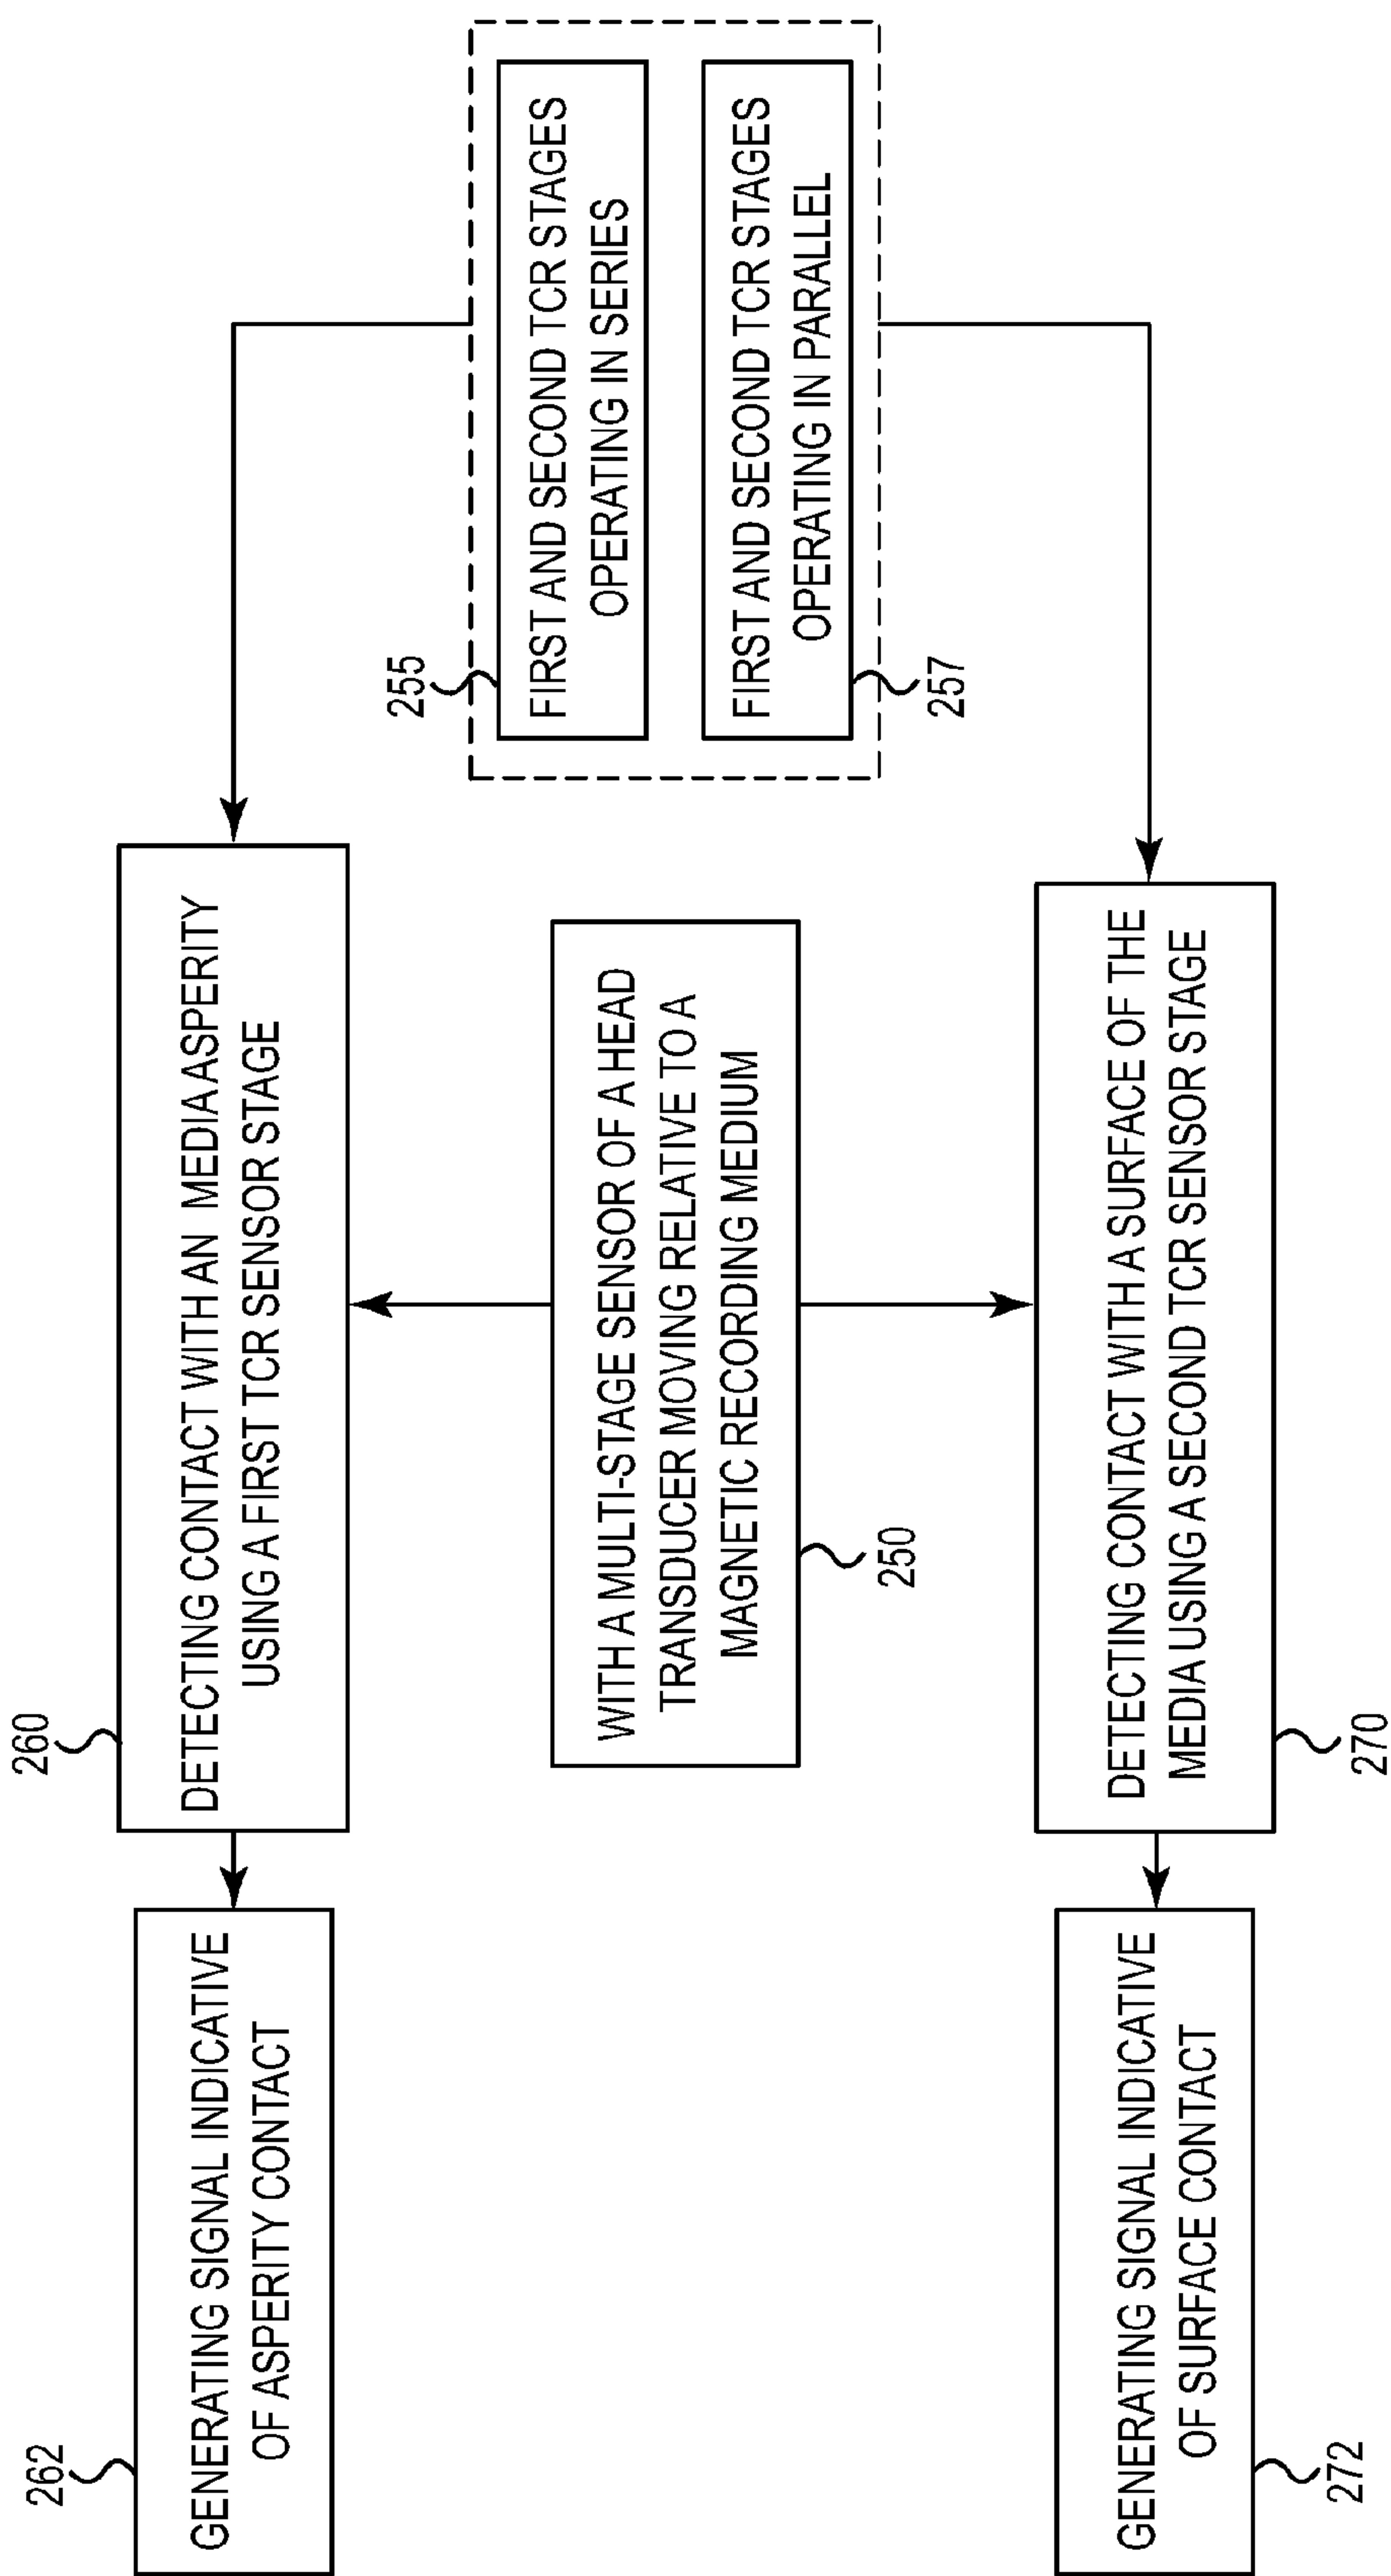 260
DETECTING CONTACT WITH AN MEDIA ASPERITY
USING A FIRST TCR SENSOR STAGE
262
GENERATING SIGNAL INDICATIVE
OF ASPERITY CONTACT
255
FIRST AND SECOND TCR STAGES
OPERATING IN SERIES
FIRST AND SECOND TCR STAGES
OPERATING IN PARALLEL
257
WITH A MULTI-STAGE SENSOR OF A HEAD
TRANSDUCER MOVING RELATIVE TO A
MAGNETIC RECORDING MEDIUM
250
DETECTING CONTACT WITH A SURFACE OF THE
MEDIA USING A SECOND TCR SENSOR STAGE
270
GENERATING SIGNAL INDICATIVE
OF SURFACE CONTACT
272